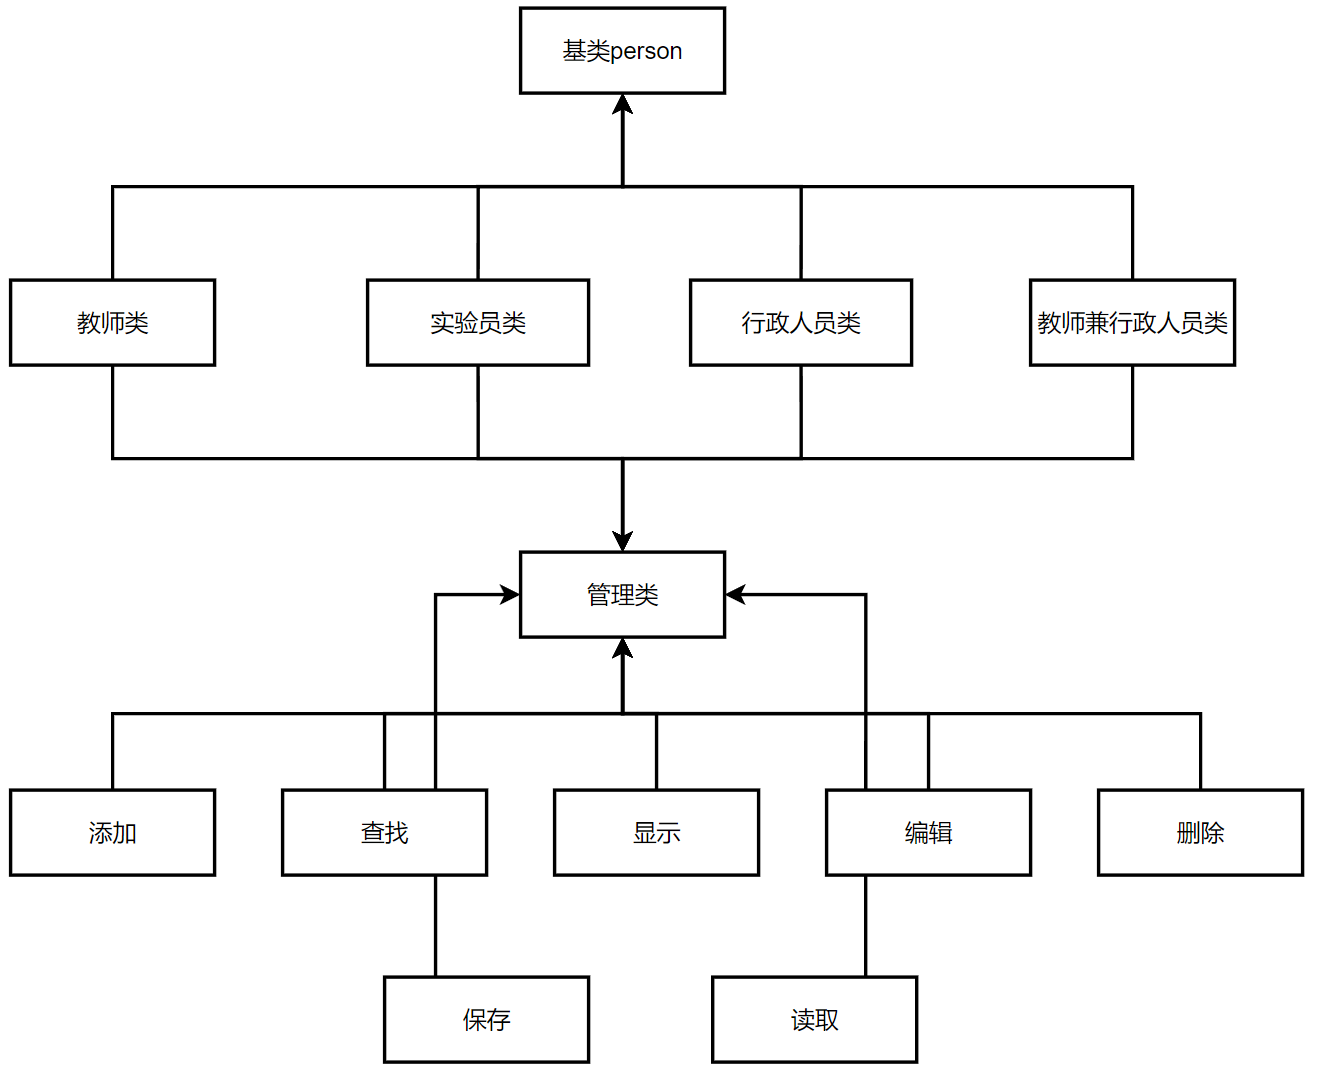 基类person
教师类
实验员类
行政人员类
教师兼行政人员类
管理类
添加
查找
显示
编辑
删除
保存
读取